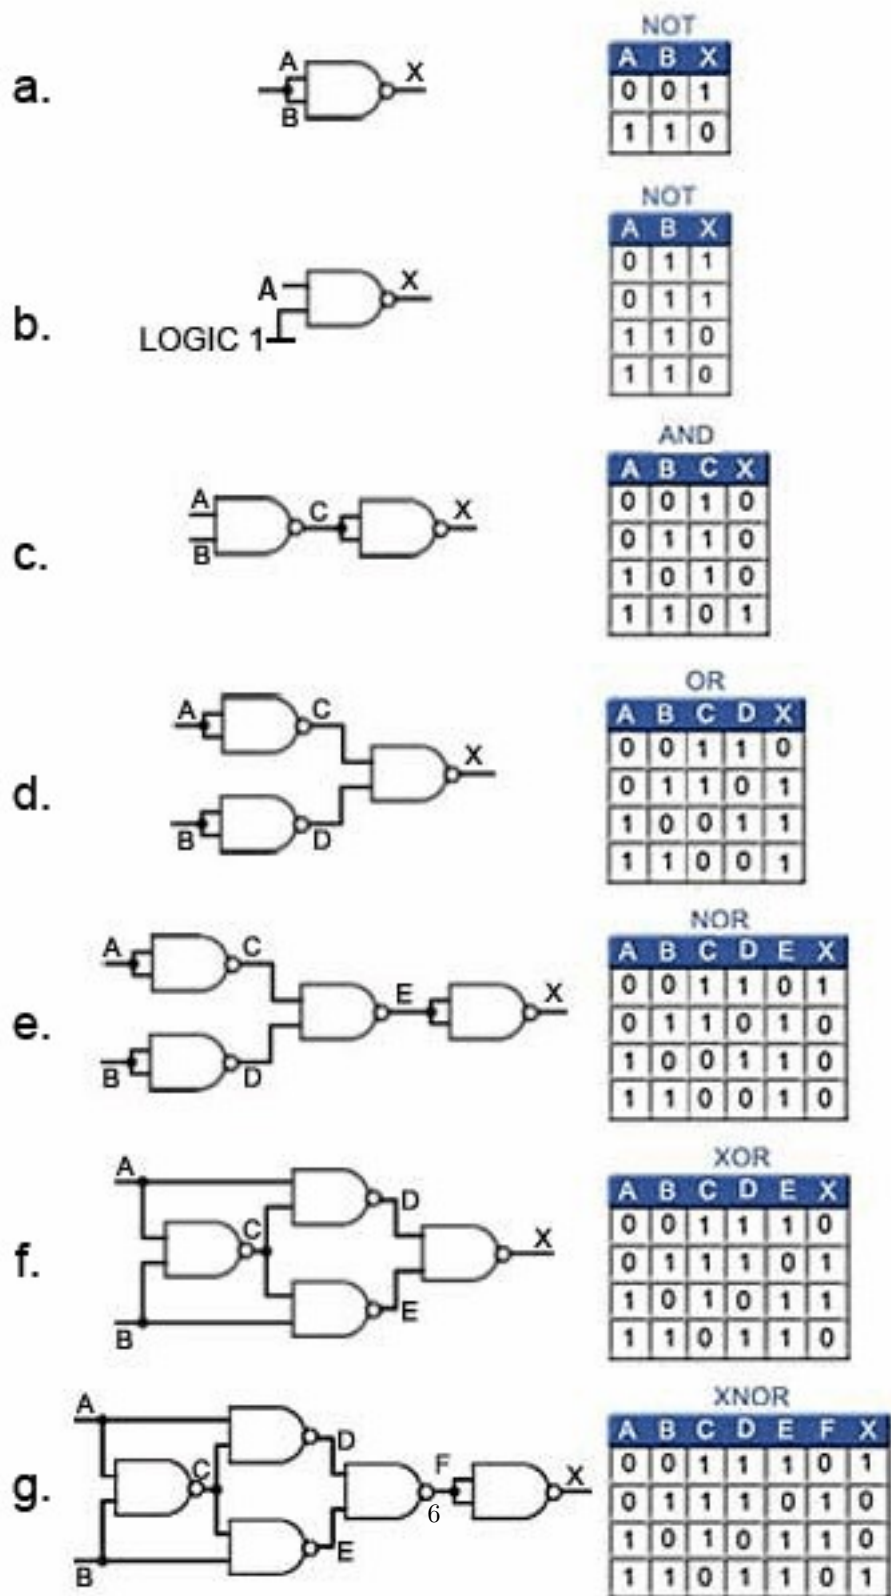 NOT
a. A B X
A B X
0 0 1
1 1 0
NOT
b. A X
LOGIC 1
A B X
0 1 1
0 1 1
1 1 0
1 1 0
AND
c. A B C X
A B C X
0 0 1 0
0 1 1 0
1 0 1 0
1 1 0 1
OR
d. A C X
B D
A B C D X
0 0 1 1 0
0 1 1 0 1
1 0 0 1 1
1 1 0 0 1
NOR
e. A C E X
B D
A B C D E X
0 0 1 1 0 1
0 1 1 0 1 0
1 0 0 1 1 0
1 1 0 0 1 0
XOR
f. A C D X
B E
A B C D E X
0 0 1 1 1 0
0 1 1 1 0 1
1 0 1 0 1 1
1 1 0 1 1 0
XNOR
g. A C D F X
B E
6
A B C D E F X
0 0 1 1 1 0 1
0 1 1 1 0 1 0
1 0 1 0 1 1 0
1 1 0 1 1 0 1